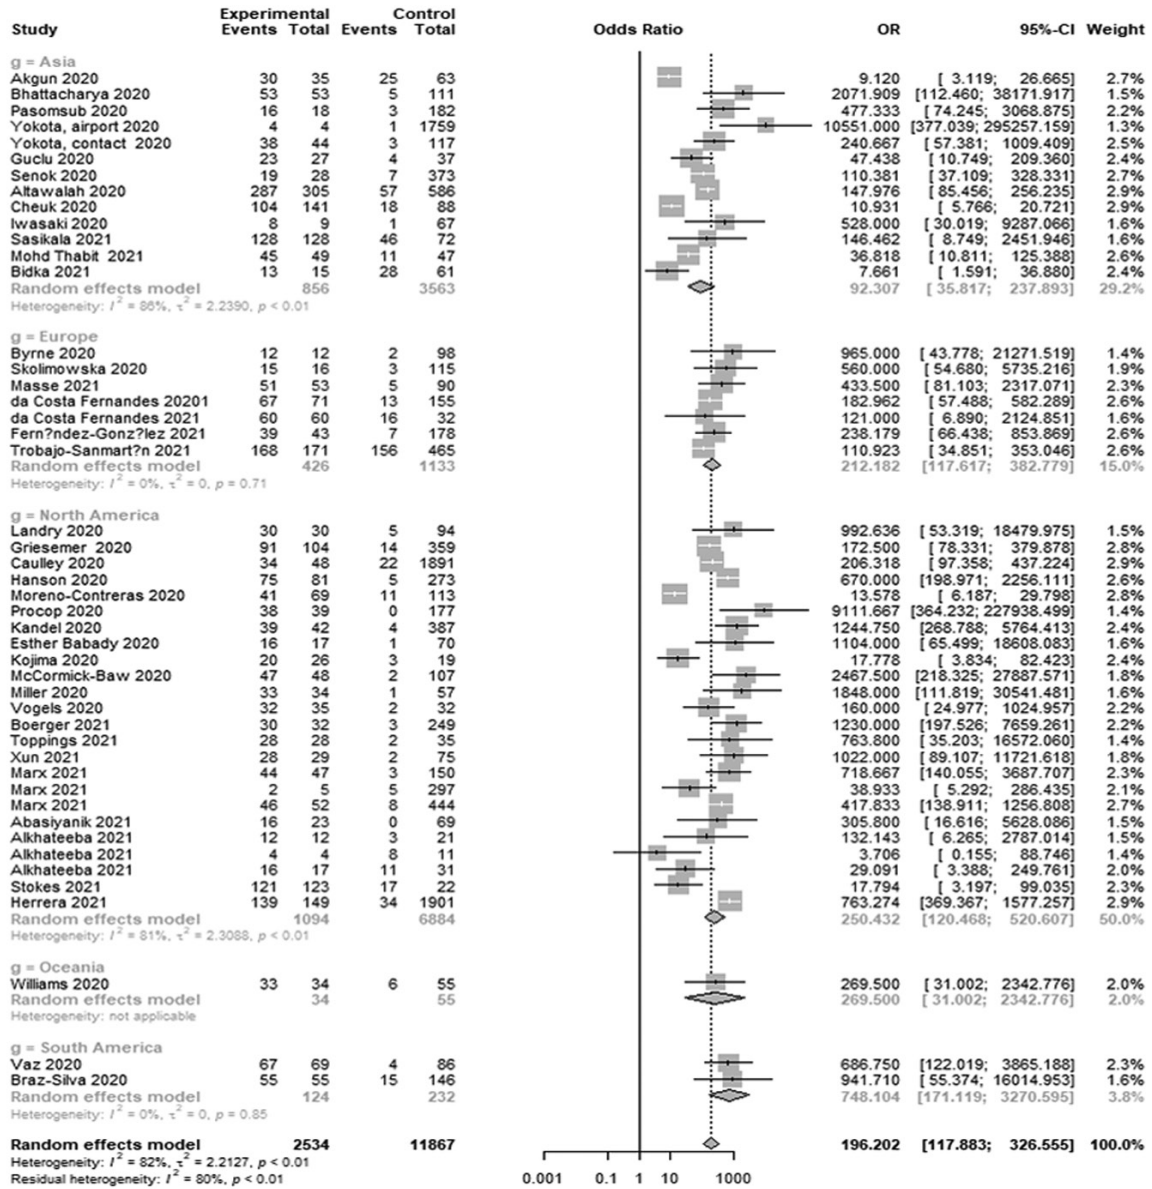 Experimental Control
Study Events Total Events Total Odds Ratio OR 95%-CI Weight
g = Asia
Akgun 2020 30 35 25 63 9.120 [ 3.119; 26.665] 2.7%
Bhattacharya 2020 53 53 5 111 2071.909 [112.460; 38171.917] 1.5%
Pasomsub 2020 16 18 3 182 477.333 [ 74.245; 3068.875] 2.2%
Yokota, airport 2020 4 4 1 1759 10551.000 [377.039; 295257.159] 1.3%
Yokota, contact 2020 38 44 3 117 240.667 [ 57.381; 1009.409] 2.5%
Guclu 2020 23 27 4 37 47.438 [ 10.749; 209.360] 2.4%
Senok 2020 19 28 7 373 110.381 [ 37.109; 328.331] 2.7%
Altawalah 2020 287 305 57 586 147.976 [ 85.456; 256.235] 2.9%
Cheuk 2020 104 141 18 88 10.931 [ 5.766; 20.721] 2.9%
Iwasaki 2020 8 9 1 67 528.000 [ 30.019; 9287.066] 1.6%
Sasikala 2021 128 128 46 72 146.462 [ 8.749; 2451.946] 1.6%
Mohd Thabit 2021 45 49 11 47 36.818 [ 10.811; 125.388] 2.6%
Bidka 2021 13 15 28 61 7.661 [ 1.591; 36.880] 2.4%
Random effects model 856 3563 92.307 [ 35.817; 237.893] 29.2%
Heterogeneity: I² = 86%, τ² = 2.2390, p < 0.01
g = Europe
Byrne 2020 12 12 2 98 965.000 [ 43.778; 21271.519] 1.4%
Skolimowska 2020 15 16 3 115 560.000 [ 54.680; 5735.216] 1.9%
Masse 2021 51 53 5 90 433.500 [ 81.103; 2317.071] 2.3%
da Costa Fernandes 20201 67 71 13 155 182.962 [ 57.488; 582.289] 2.6%
da Costa Fernandes 2021 60 60 16 32 121.000 [ 6.890; 2124.851] 1.6%
Fern?ndez-Gonz?lez 2021 39 43 7 178 238.179 [ 66.438; 853.869] 2.6%
Trobajo-Sanmart?n 2021 168 171 156 465 110.923 [ 34.851; 353.046] 2.6%
Random effects model 426 1133 212.182 [117.617; 382.779] 15.0%
Heterogeneity: I² = 0%, τ² = 0, p = 0.71
g = North America
Landry 2020 30 30 5 94 992.636 [ 53.319; 18479.975] 1.5%
Griesemer 2020 91 104 14 359 172.500 [ 78.331; 379.878] 2.8%
Caulley 2020 34 48 22 1891 206.318 [ 97.358; 437.224] 2.9%
Hanson 2020 75 81 5 273 670.000 [198.971; 2256.111] 2.6%
Moreno-Contreras 2020 41 69 11 113 13.578 [ 6.187; 29.798] 2.8%
Procop 2020 38 39 0 177 9111.667 [364.232; 227938.499] 1.4%
Kandel 2020 39 42 4 387 1244.750 [268.788; 5764.413] 2.4%
Esther Babady 2020 16 17 1 70 1104.000 [ 65.499; 18608.083] 1.6%
Kojima 2020 20 26 3 19 17.778 [ 3.834; 82.423] 2.4%
McCormick-Baw 2020 47 48 2 107 2467.500 [218.325; 27887.571] 1.8%
Miller 2020 33 34 1 57 1848.000 [111.819; 30541.481] 1.6%
Vogels 2020 32 35 2 32 160.000 [ 24.977; 1024.957] 2.2%
Boerger 2021 30 32 3 249 1230.000 [197.526; 7659.261] 2.2%
Toppings 2021 28 28 2 35 763.800 [ 35.203; 16572.060] 1.4%
Xun 2021 28 29 2 75 1022.000 [ 89.107; 11721.618] 1.8%
Marx 2021 44 47 3 150 718.667 [140.055; 3687.707] 2.3%
Marx 2021 2 5 5 297 38.933 [ 5.292; 286.435] 2.1%
Marx 2021 46 52 8 444 417.833 [138.911; 1256.808] 2.7%
Abasiyanik 2021 16 23 0 69 305.800 [ 16.616; 5628.086] 1.5%
Alkhateeba 2021 12 12 3 21 132.143 [ 6.265; 2787.014] 1.5%
Alkhateeba 2021 4 4 8 11 3.706 [ 0.155; 88.746] 1.4%
Alkhateeba 2021 16 17 11 31 29.091 [ 3.388; 249.761] 2.0%
Stokes 2021 121 123 17 22 17.794 [ 3.197; 99.035] 2.3%
Herrera 2021 139 149 34 1901 763.274 [369.367; 1577.257] 2.9%
Random effects model 1094 6884 250.432 [120.468; 520.607] 50.0%
Heterogeneity: I² = 81%, τ² = 2.3088, p < 0.01
g = Oceania
Williams 2020 33 34 6 55 269.500 [ 31.002; 2342.776] 2.0%
Random effects model 34 55 269.500 [ 31.002; 2342.776] 2.0%
Heterogeneity: not applicable
g = South America
Vaz 2020 67 69 4 86 686.750 [122.019; 3865.188] 2.3%
Braz-Silva 2020 55 55 15 146 941.710 [ 55.374; 16014.953] 1.6%
Random effects model 124 232 748.104 [171.119; 3270.595] 3.8%
Heterogeneity: I² = 0%, τ² = 0, p = 0.85
Random effects model 2534 11867 196.202 [117.883; 326.555] 100.0%
Heterogeneity: I² = 82%, τ² = 2.2127, p < 0.01
Residual heterogeneity: I² = 80%, p < 0.01
0.001 0.1 1 10 1000